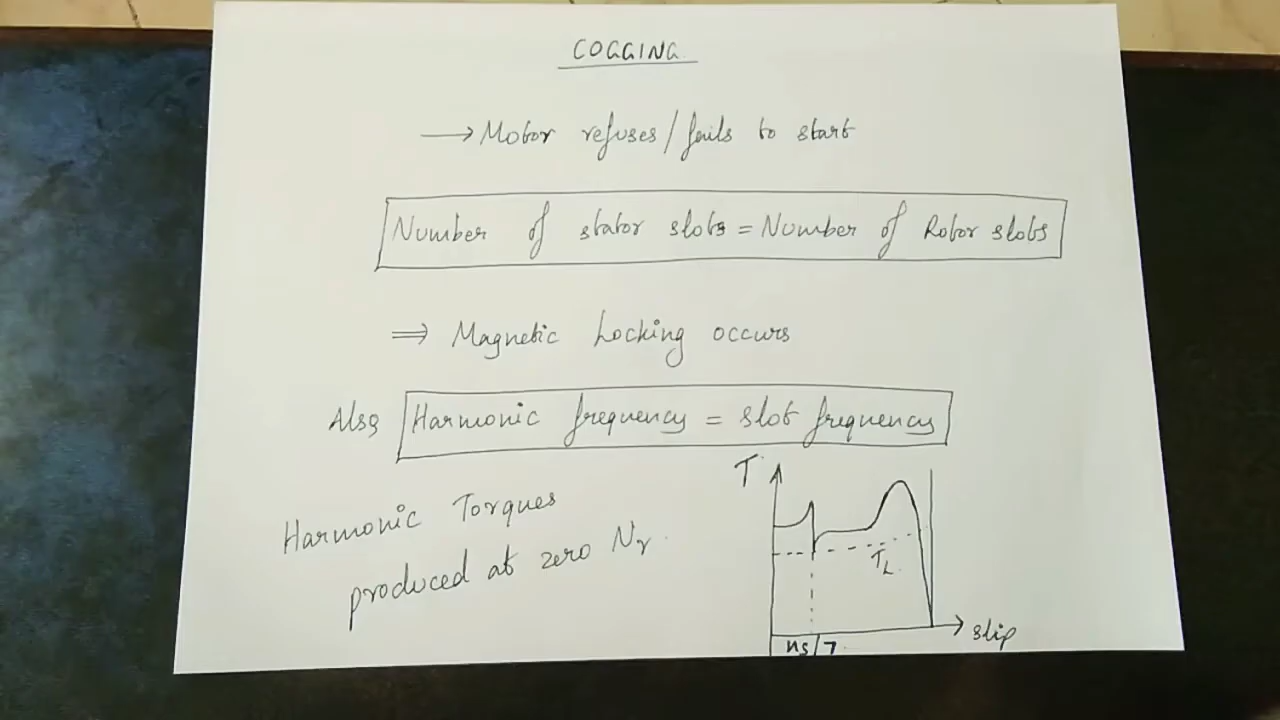 COGGING
→ Motor refuses/fails to start
Number of stator slots = Number of Rotor slots
⇒ Magnetic Locking occurs
Also Harmonic frequency = slot frequency
Harmonic Torques
produced at zero Nr.
T
TL
ns/7
slip